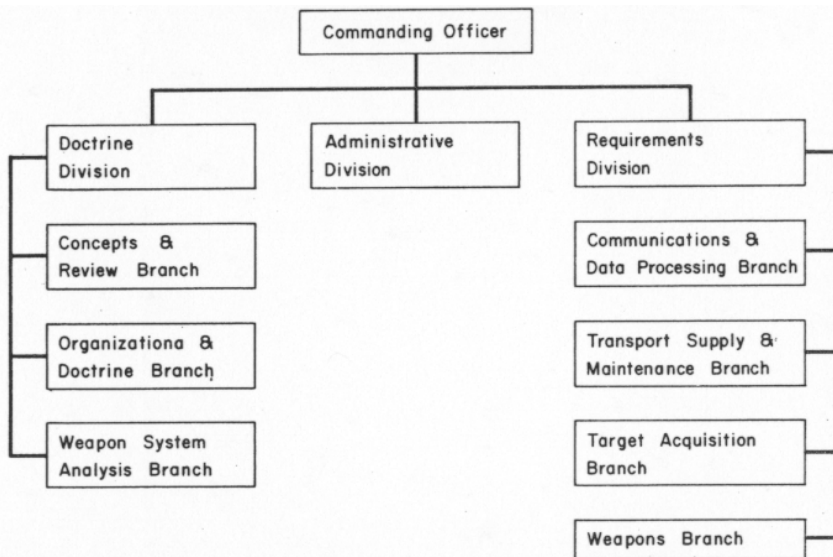 Commanding Officer
Doctrine
Division
Administrative
Division
Requirements
Division
Concepts &
Review Branch
Communications &
Data Processing Branch
Organizationa &
Doctrine Branch
Transport Supply &
Maintenance Branch
Weapon System
Analysis Branch
Target Acquisition
Branch
Weapons Branch